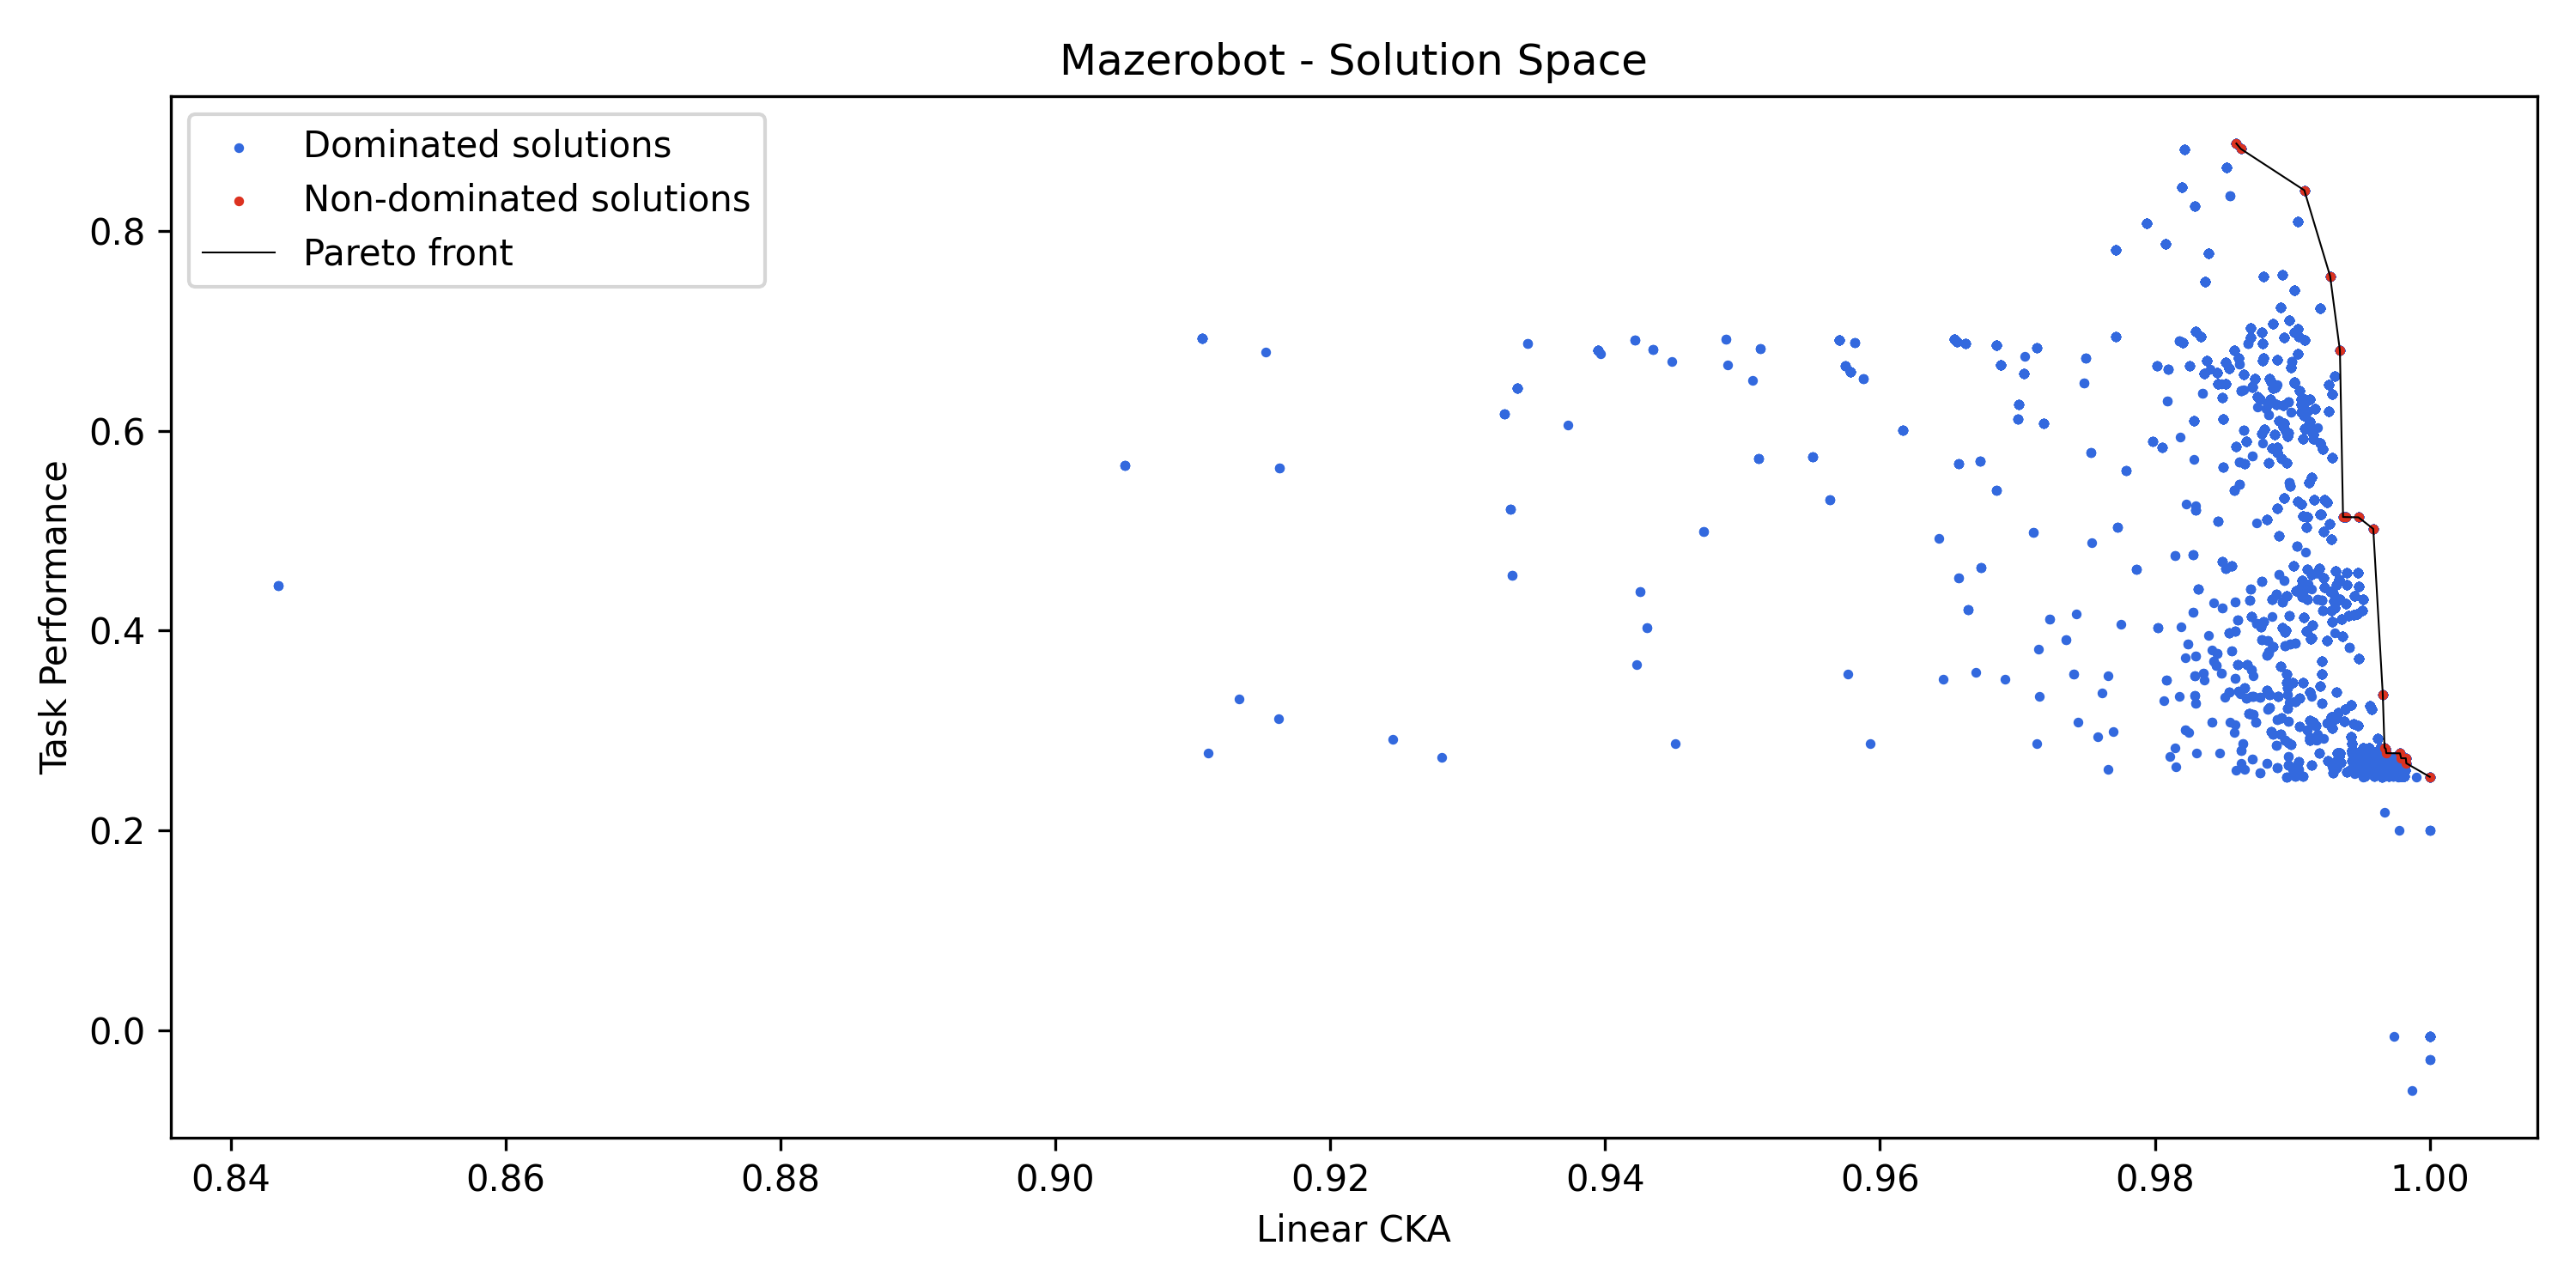 Mazerobot - Solution Space
Dominated solutions
Non-dominated solutions
Pareto front
Task Performance
0.8
0.6
0.4
0.2
0.0
0.84 0.86 0.88 0.90 0.92 0.94 0.96 0.98 1.00
Linear CKA